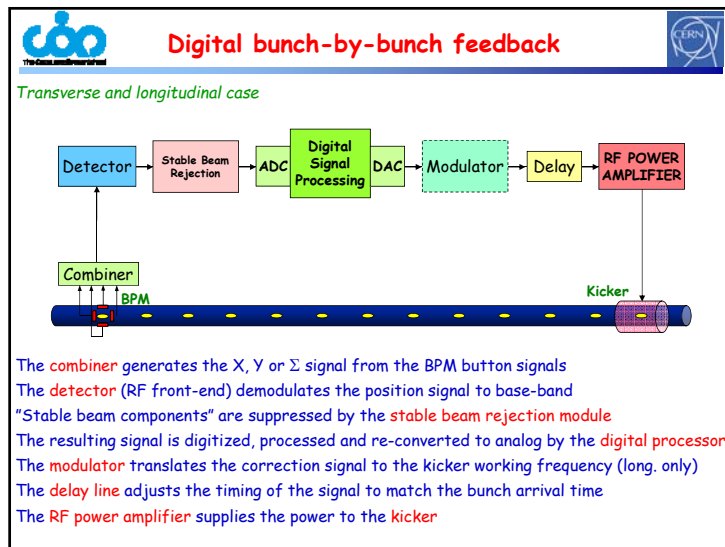 Digital bunch-by-bunch feedback
CERN
The CERN Accelerator School
Transverse and longitudinal case
Detector
Stable Beam
Rejection
ADC
Digital
Signal
Processing
DAC
Modulator
Delay
RF POWER
AMPLIFIER
Combiner
BPM
Kicker
The combiner generates the X, Y or Σ signal from the BPM button signals
The detector (RF front-end) demodulates the position signal to base-band
”Stable beam components” are suppressed by the stable beam rejection module
The resulting signal is digitized, processed and re-converted to analog by the digital processor
The modulator translates the correction signal to the kicker working frequency (long. only)
The delay line adjusts the timing of the signal to match the bunch arrival time
The RF power amplifier supplies the power to the kicker